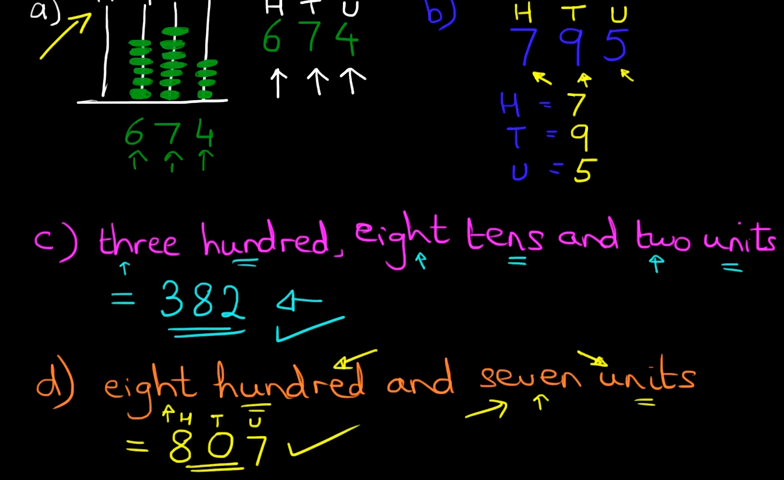 a)
H T U
6 7 4
6 7 4
b)
H T U
7 9 5
H = 7
T = 9
U = 5
c) three hundred, eight tens and two units
= 382
d) eight hundred and seven units
H T U
= 807